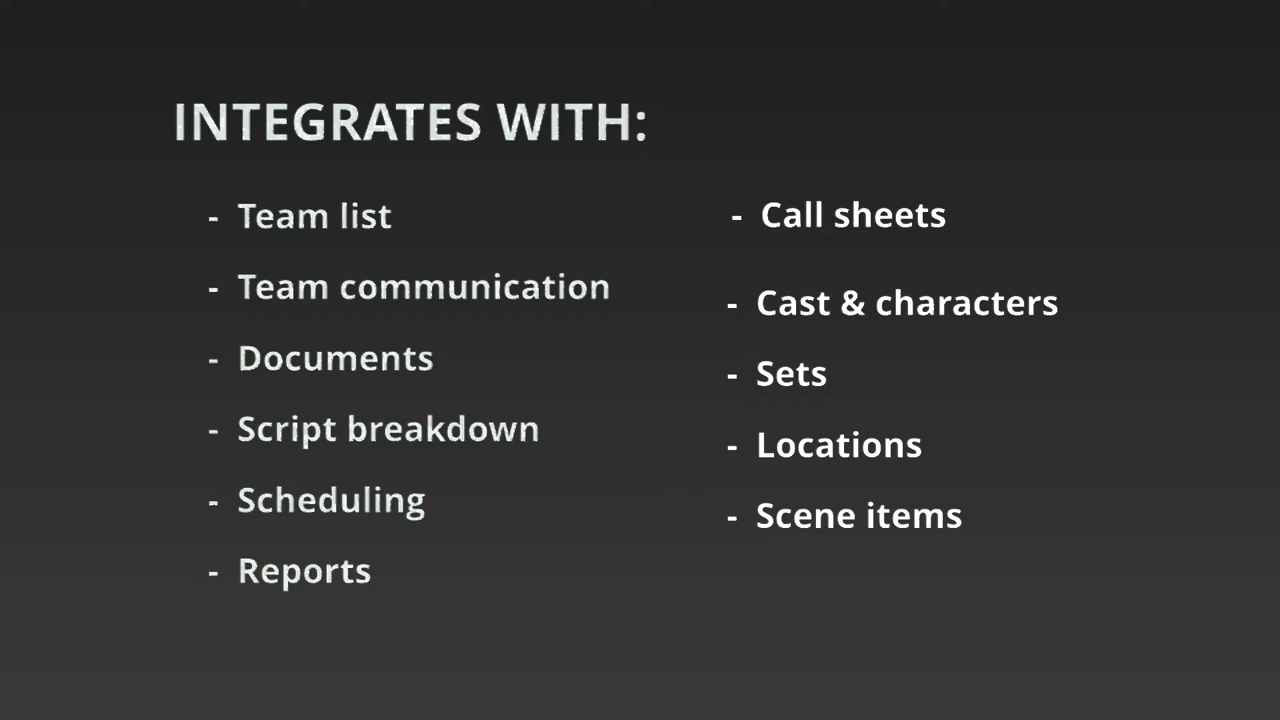 INTEGRATES WITH:
- Team list
- Team communication
- Documents
- Script breakdown
- Scheduling
- Reports
- Call sheets
- Cast & characters
- Sets
- Locations
- Scene items